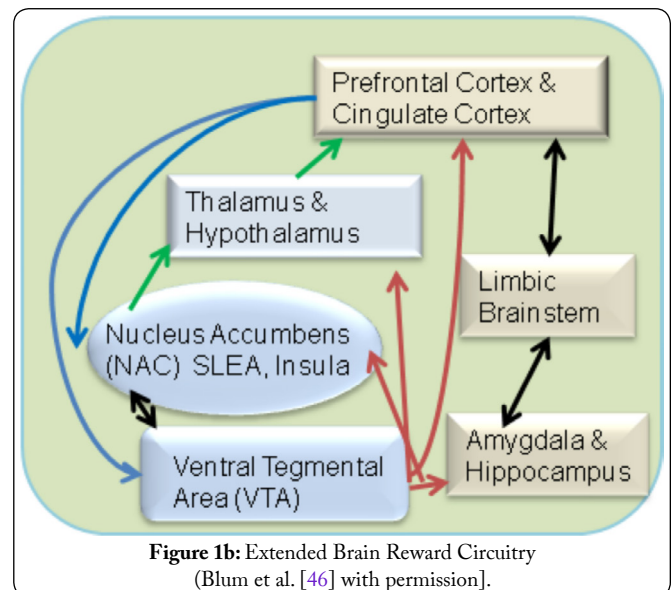 Prefrontal Cortex &
Cingulate Cortex
Thalamus &
Hypothalamus
Limbic
Brainstem
Nucleus Accumbens
(NAC) SLEA, Insula
Ventral Tegmental
Area (VTA)
Amygdala &
Hippocampus
Figure 1b: Extended Brain Reward Circuitry
(Blum et al. [46] with permission].